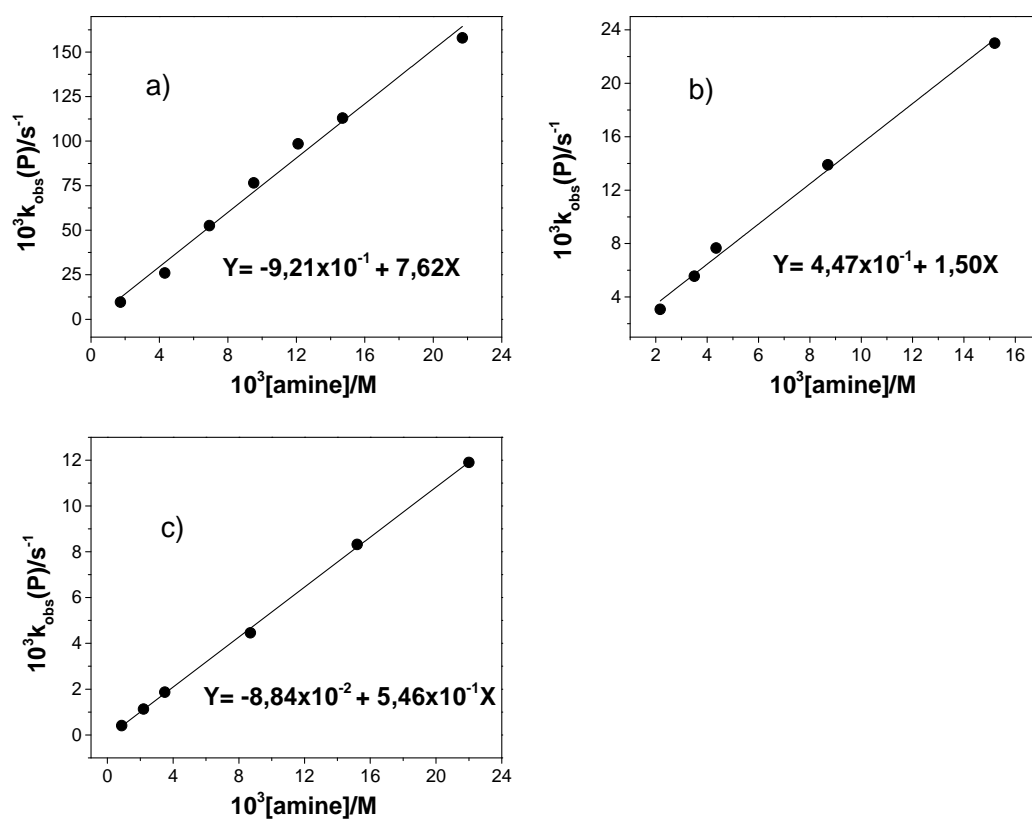 a)
10³k_obs(P)/s⁻¹
150
125
100
75
50
25
0
Y= -9,21x10⁻¹ + 7,62X
0 4 8 12 16 20 24
10³[amine]/M
b)
10³k_obs(P)/s⁻¹
24
20
16
12
8
4
Y= 4,47x10⁻¹+ 1,50X
2 4 6 8 10 12 14 16
10³[amine]/M
c)
10³k_obs(P)/s⁻¹
12
10
8
6
4
2
0
Y= -8,84x10⁻² + 5,46x10⁻¹X
0 4 8 12 16 20 24
10³[amine]/M